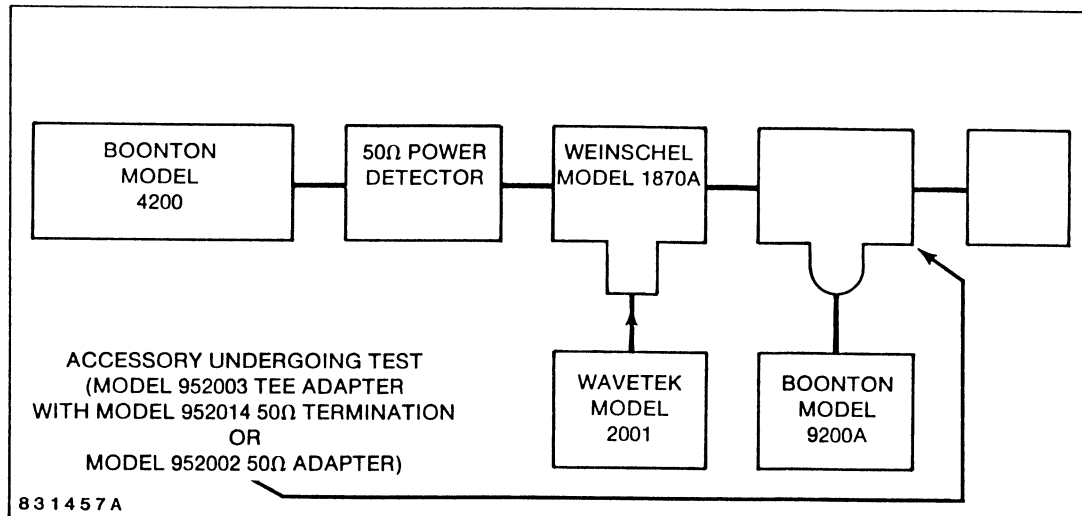 BOONTON
MODEL
4200
50Ω POWER
DETECTOR
WEINSCHEL
MODEL 1870A
ACCESSORY UNDERGOING TEST
(MODEL 952003 TEE ADAPTER
WITH MODEL 952014 50Ω TERMINATION
OR
MODEL 952002 50Ω ADAPTER)
WAVETEK
MODEL
2001
BOONTON
MODEL
9200A
831457A